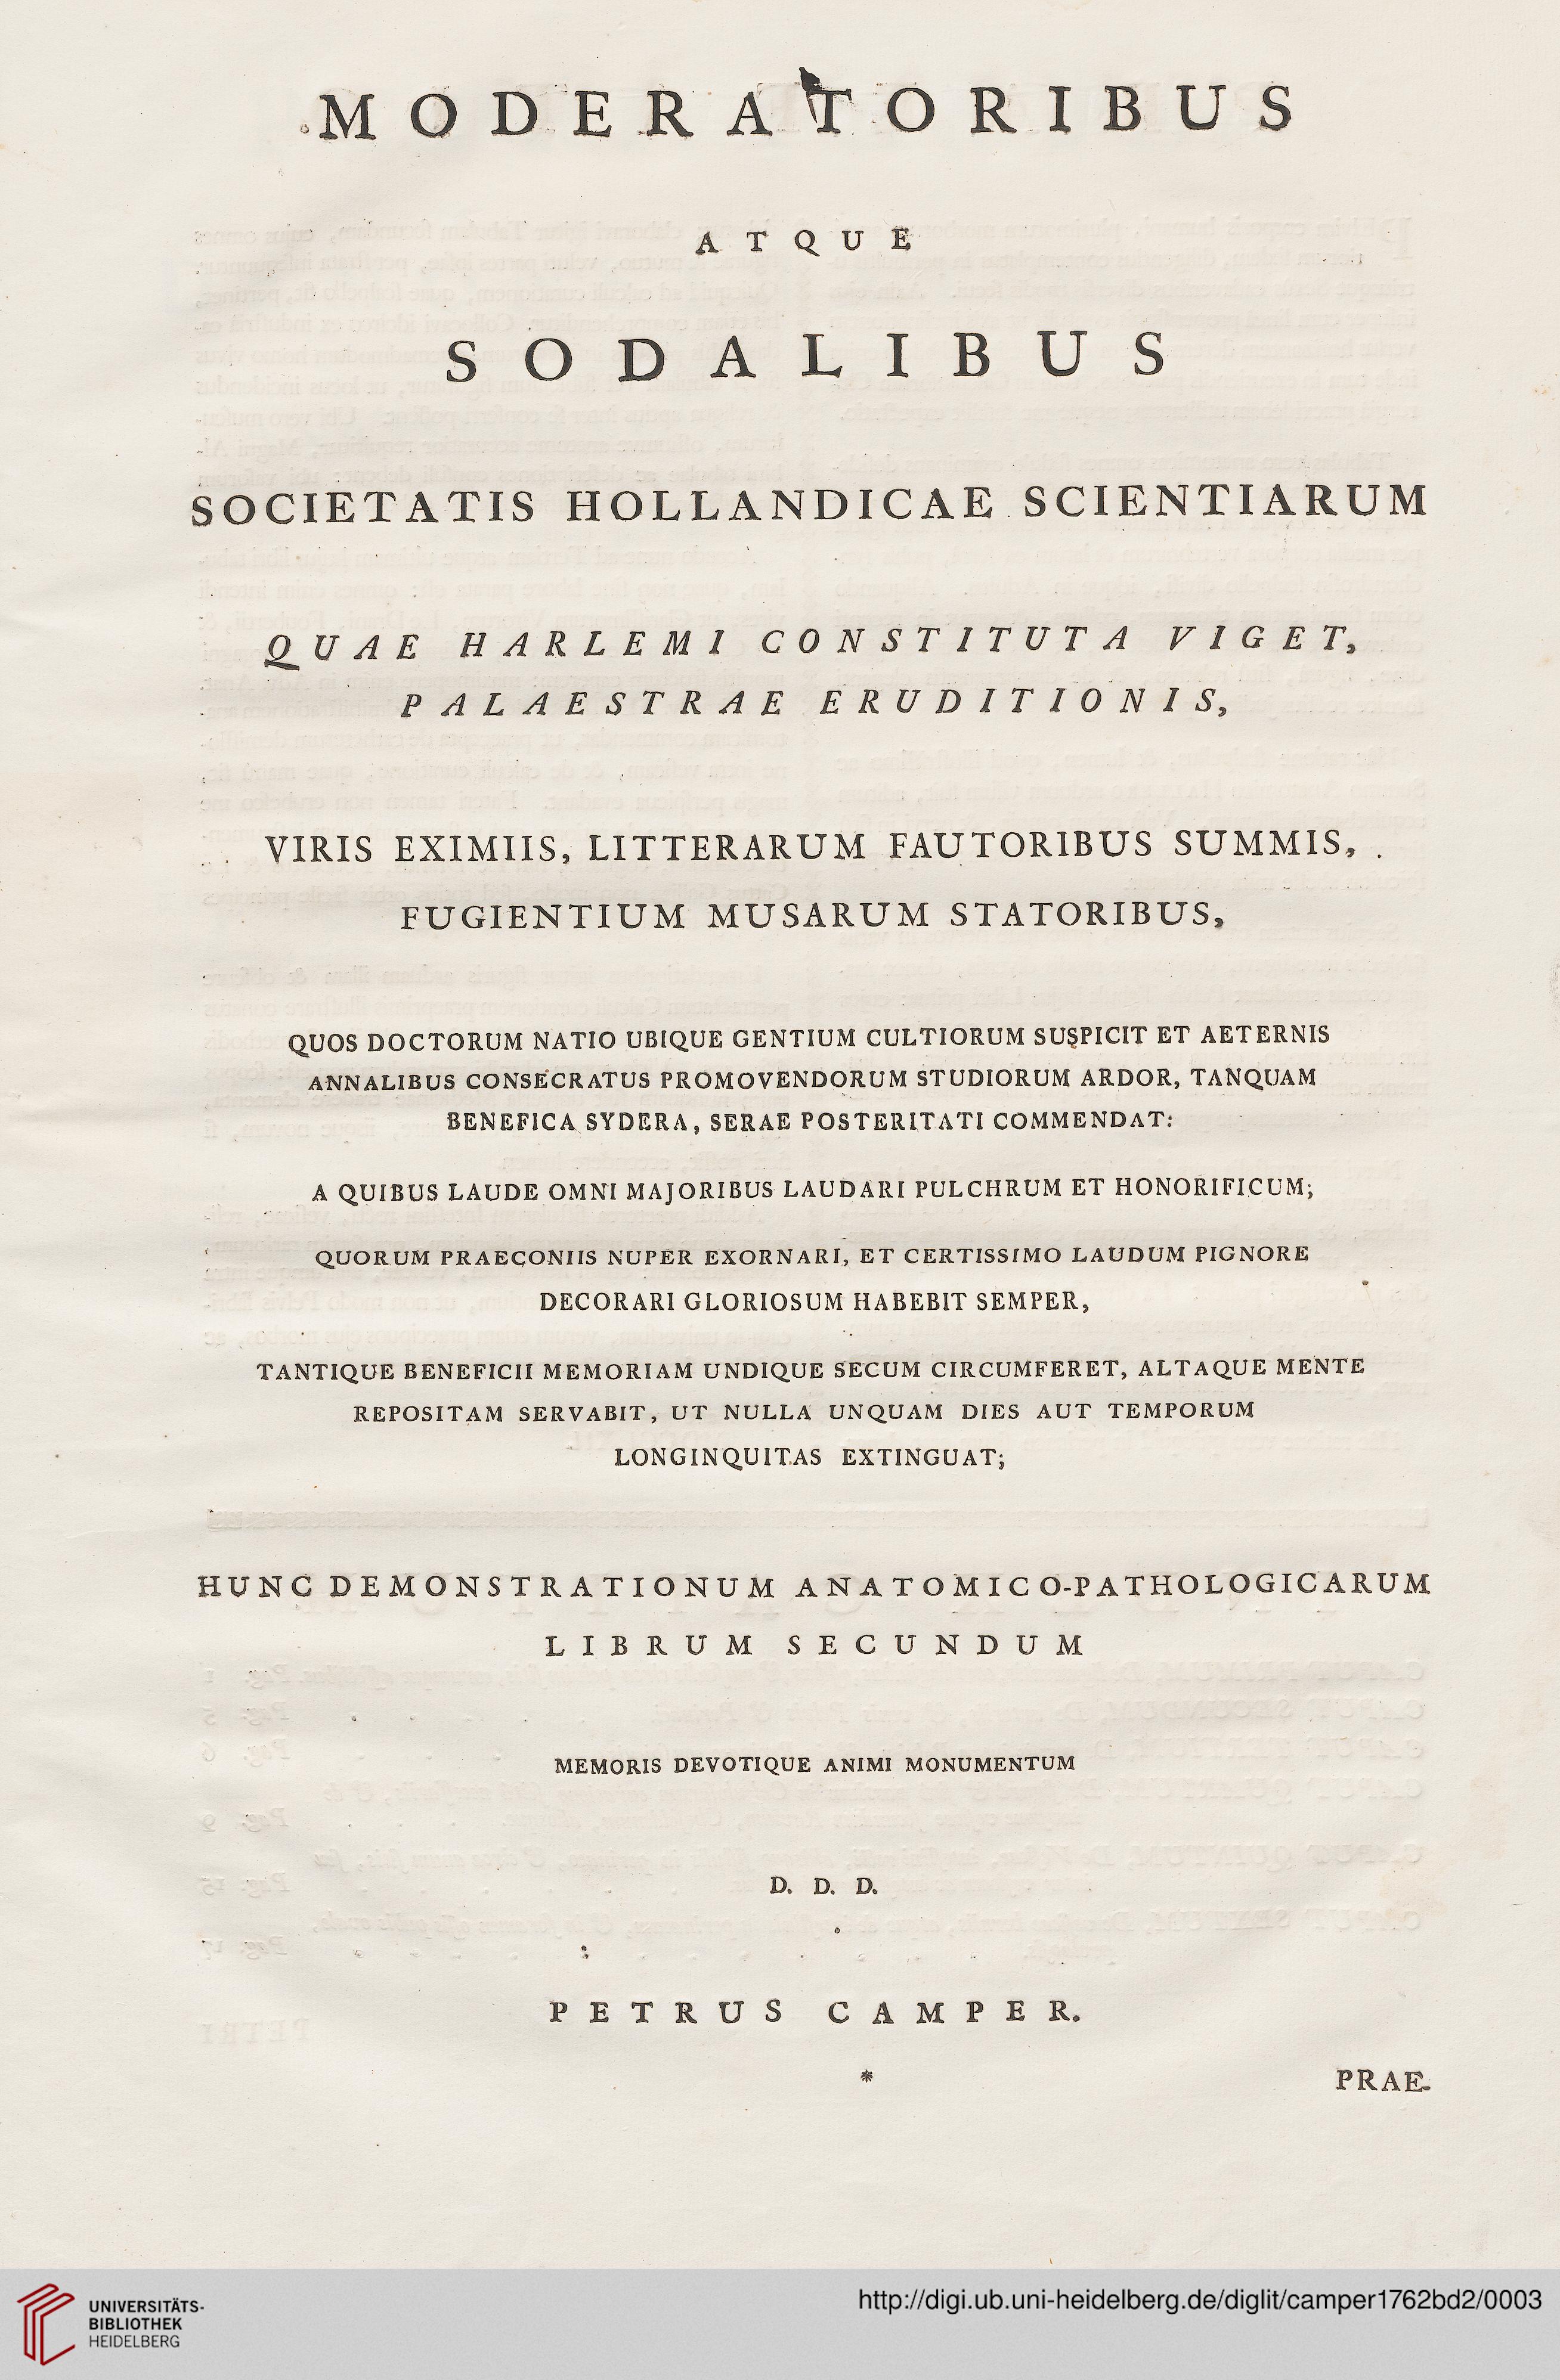 MODERATORIBUS
ATQUE
SODALIBUS
SOCIETATIS HOLLANDICAE SCIENTIARUM
QUAE HARLEMI CONSTITUTA VIGET,
PALAESTRAE ERUDITIONIS,
VIRIS EXIMIIS, LITTERARUM FAUTORIBUS SUMMIS,
FUGIENTIUM MUSARUM STATORIBUS,
QUOS DOCTORUM NATIO UBIQUE GENTIUM CULTIORUM SUSPICIT ET AETERNIS
ANNALIBUS CONSECRATUS PROMOVENDORUM STUDIORUM ARDOR, TANQUAM
BENEFICA SYDERA, SERAE POSTERITATI COMMENDAT:
A QUIBUS LAUDE OMNI MAJORIBUS LAUDARI PULCHRUM ET HONORIFICUM;
QUORUM PRAECONIIS NUPER EXORNARI, ET CERTISSIMO LAUDUM PIGNORE
DECORARI GLORIOSUM HABEBIT SEMPER,
TANTIQUE BENEFICII MEMORIAM UNDIQUE SECUM CIRCUMFERET, ALTAQUE MENTE
REPOSITAM SERVABIT, UT NULLA UNQUAM DIES AUT TEMPORUM
LONGINQUITAS EXTINGUAT;
HUNC DEMONSTRATIONUM ANATOMICO-PATHOLOGICARUM
LIBRUM SECUNDUM
MEMORIS DEVOTIQUE ANIMI MONUMENTUM
D. D. D.
PETRUS CAMPER.
* PRAE-
UNIVERSITÄTS-
BIBLIOTHEK
HEIDELBERG
http://digi.ub.uni-heidelberg.de/diglit/camper1762bd2/0003